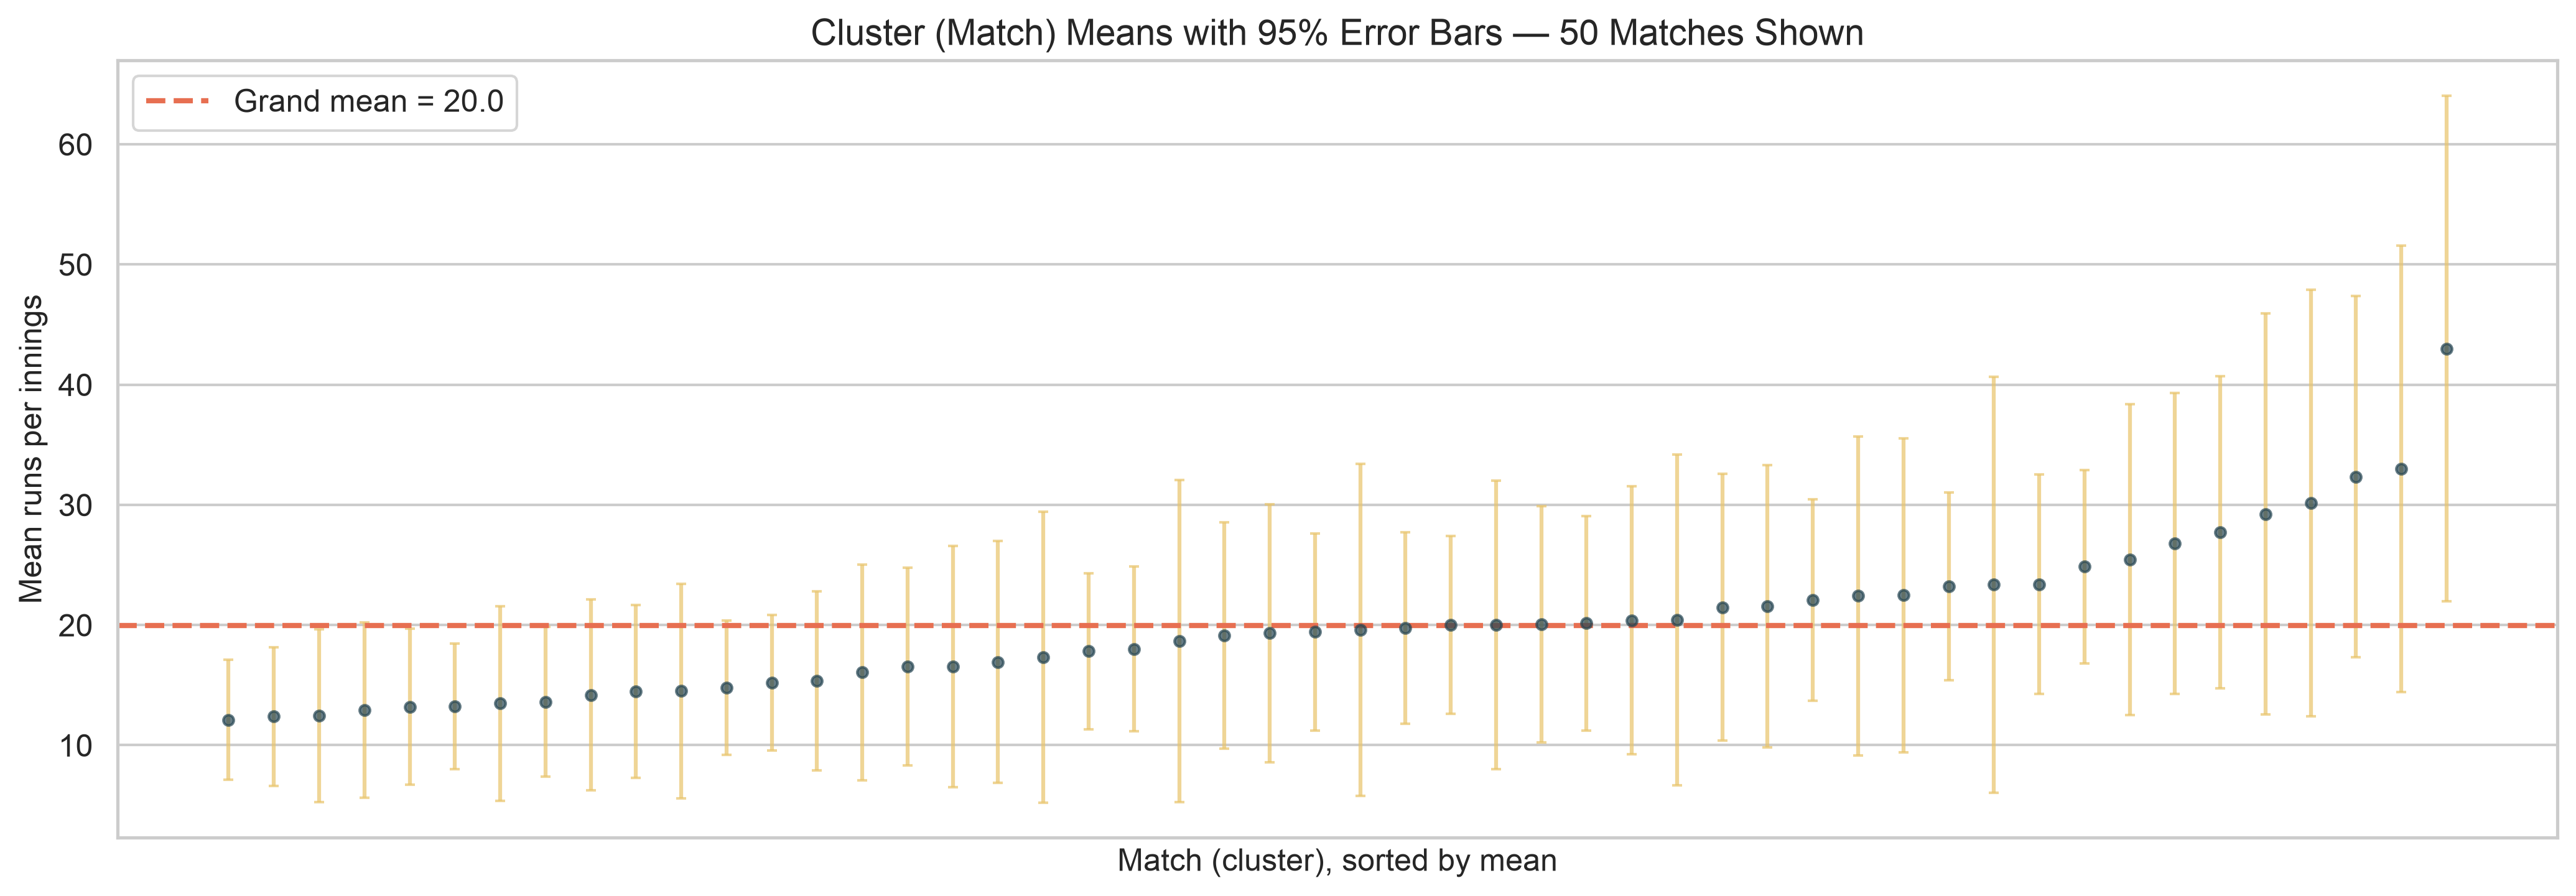 Cluster (Match) Means with 95% Error Bars — 50 Matches Shown
Grand mean = 20.0
Mean runs per innings
60
50
40
30
20
10
Match (cluster), sorted by mean